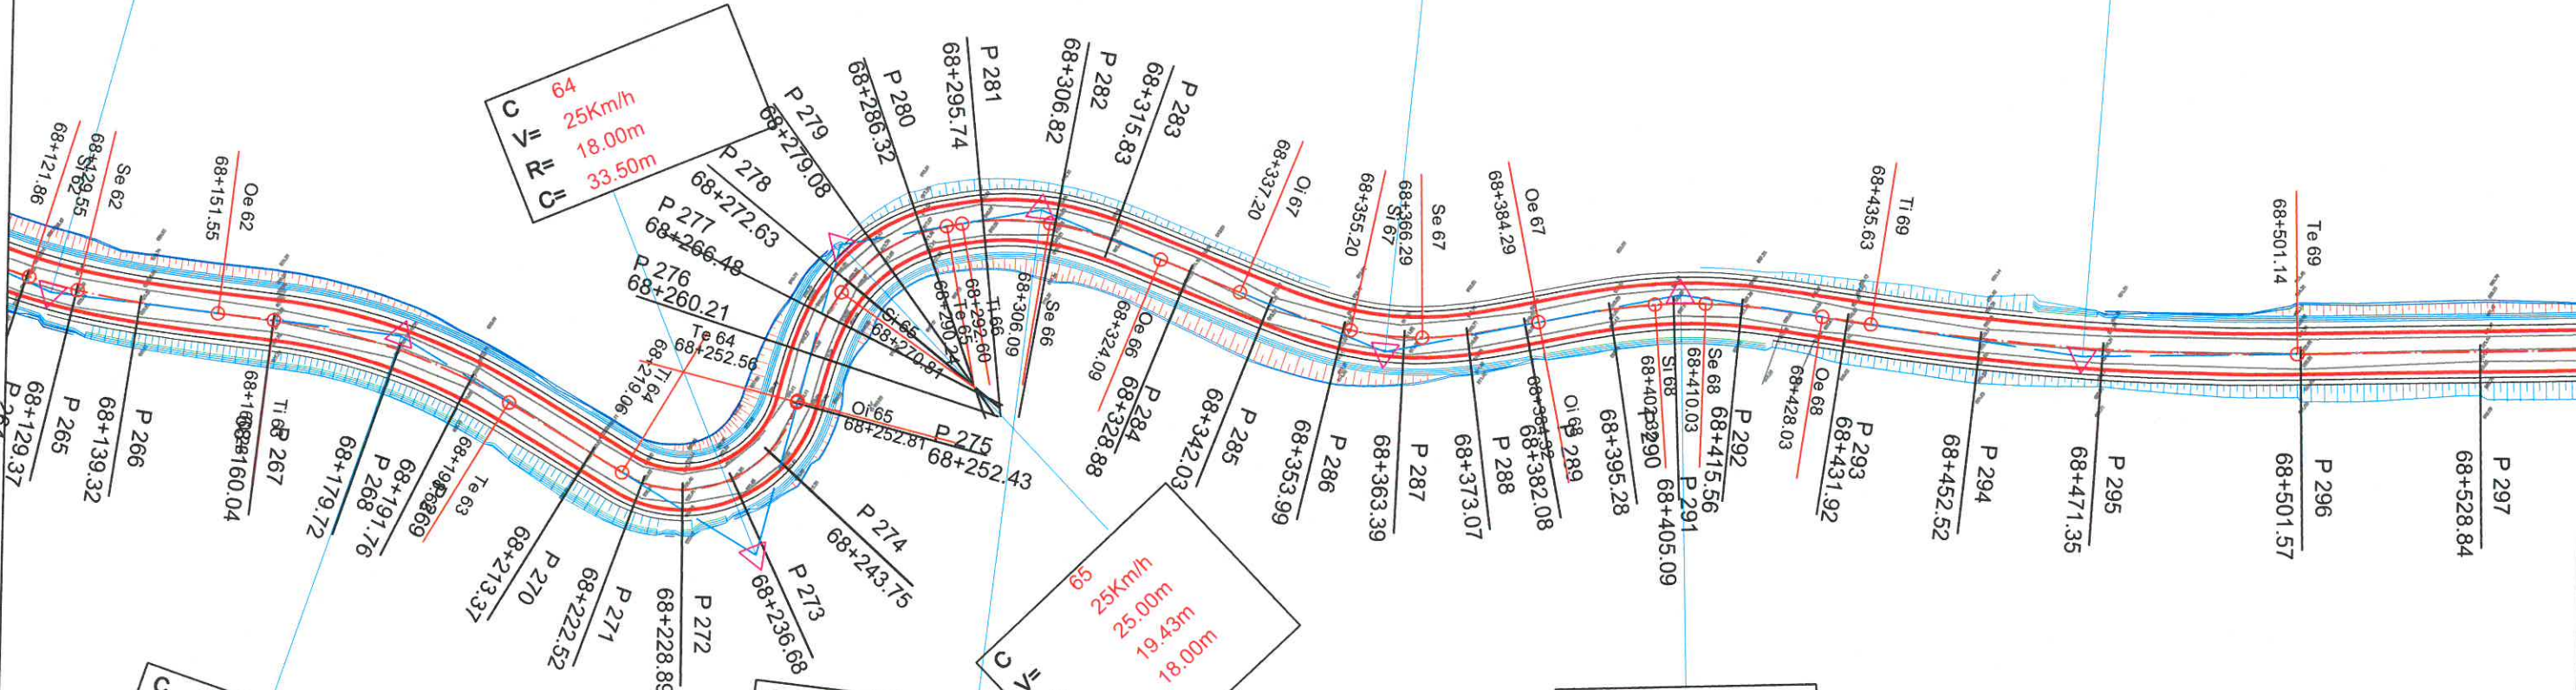 C 64
V= 25Km/h
R= 18.00m
C= 33.50m
68+121.86
Si 62
68+129.55
Se 62
68+151.55
Oe 62
68+129.37
P 265
68+139.32
P 266
68+160.04
Ti 63
P 267
68+179.72
P 268
68+191.76
Te 63
68+213.37
P 270
68+222.52
P 271
68+228.89
P 272
68+236.68
P 273
68+243.75
P 274
68+219.06
Ti 64
Te 64
68+252.56
Oi 65
68+252.81
P 275
68+252.43
P 276
68+260.21
P 277
68+266.48
P 278
68+272.63
P 279
68+279.08
Si 65
68+270.81
P 280
68+286.32
P 281
68+295.74
Te 65
Ti 66
68+292.60
68+306.09
Se 66
P 282
68+306.82
P 283
68+315.83
68+324.09
Oe 66
P 284
68+328.88
68+337.20
Oi 67
P 285
68+342.03
P 286
68+353.99
68+355.20
Si 67
68+366.29
Se 67
P 287
68+363.39
P 288
68+373.07
68+384.29
Oe 67
Oi 68
P 289
68+382.08
68+395.28
P 290
Si 68
68+405.09
P 291
68+410.03
Se 68
68+415.56
P 292
68+428.03
Oe 68
68+431.92
P 293
68+435.63
Ti 69
68+452.52
P 294
68+471.35
P 295
68+501.14
Te 69
68+501.57
P 296
68+528.84
P 297
C 65
V= 25Km/h
25.00m
19.43m
18.00m
C